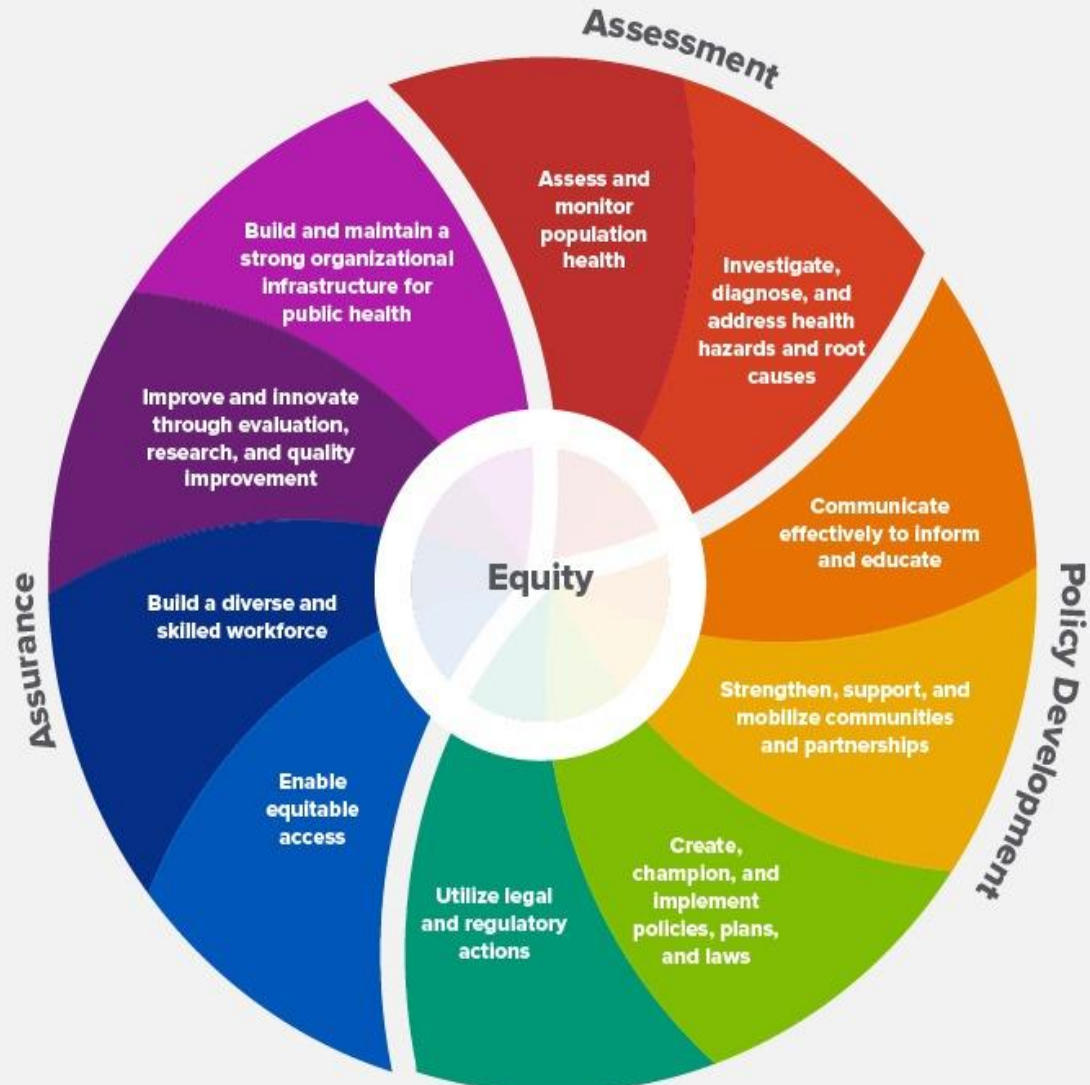 Assessment
Assess and
monitor
population
health
Investigate,
diagnose, and
address health
hazards and root
causes
Policy Development
Communicate
effectively to inform
and educate
Strengthen, support, and
mobilize communities
and partnerships
Create,
champion, and
implement
policies, plans,
and laws
Utilize legal
and regulatory
actions
Assurance
Enable
equitable
access
Build a diverse and
skilled workforce
Improve and innovate
through evaluation,
research, and quality
improvement
Build and maintain a
strong organizational
infrastructure for
public health
Equity